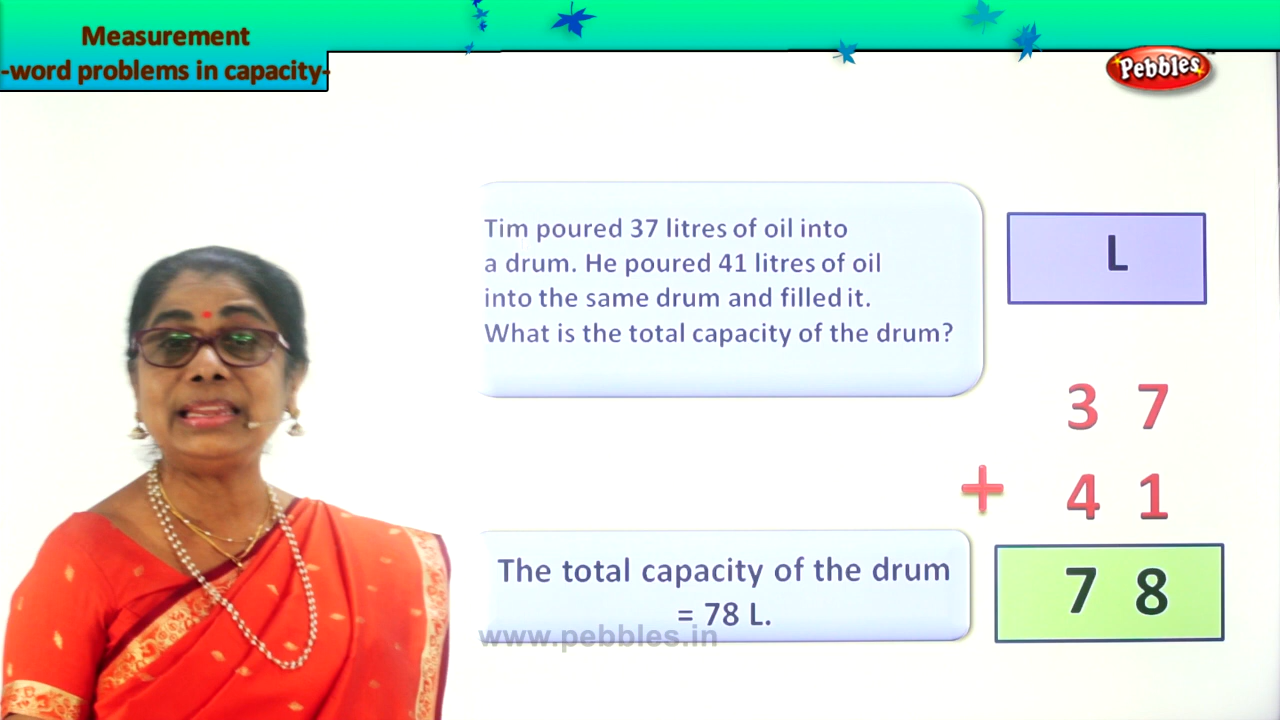 Measurement
-word problems in capacity-
Pebbles
Tim poured 37 litres of oil into
a drum. He poured 41 litres of oil
into the same drum and filled it.
What is the total capacity of the drum?
L
3 7
+ 4 1
7 8
The total capacity of the drum
= 78 L.
www.pebbles.in